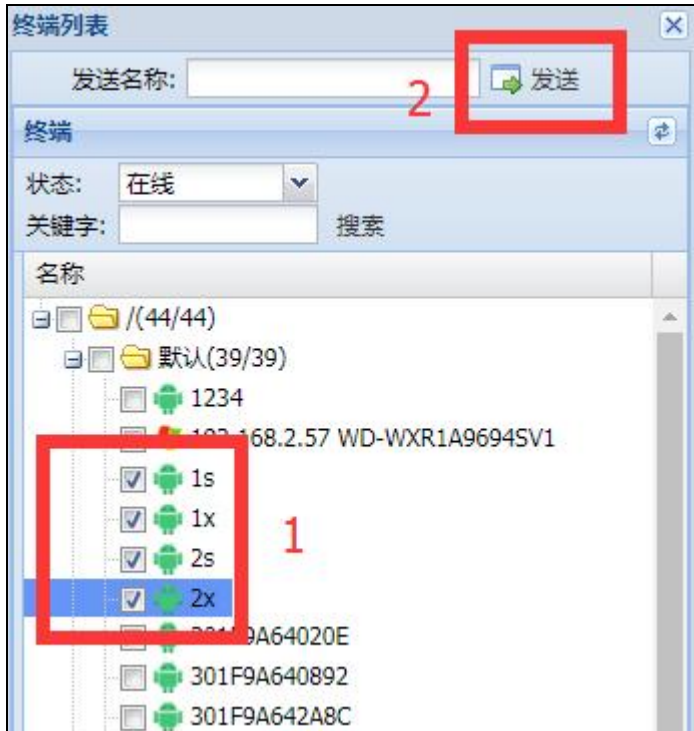 终端列表
发送名称: 发送
2
终端
状态: 在线
关键字: 搜索
名称
/(44/44)
默认(39/39)
1234
168.2.57 WD-WXR1A9694SV1
1s
1x
1
2s
2x
9A64020E
301F9A640892
301F9A642A8C